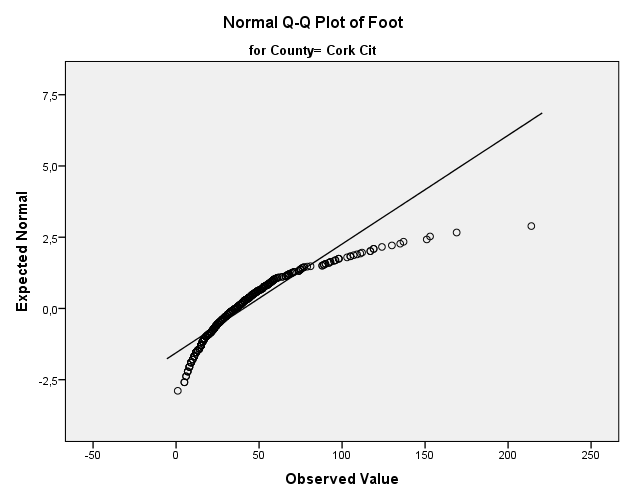 Normal Q-Q Plot of Foot
for County= Cork Cit
Expected Normal
7,5
5,0
2,5
0,0
-2,5
-50 0 50 100 150 200 250
Observed Value